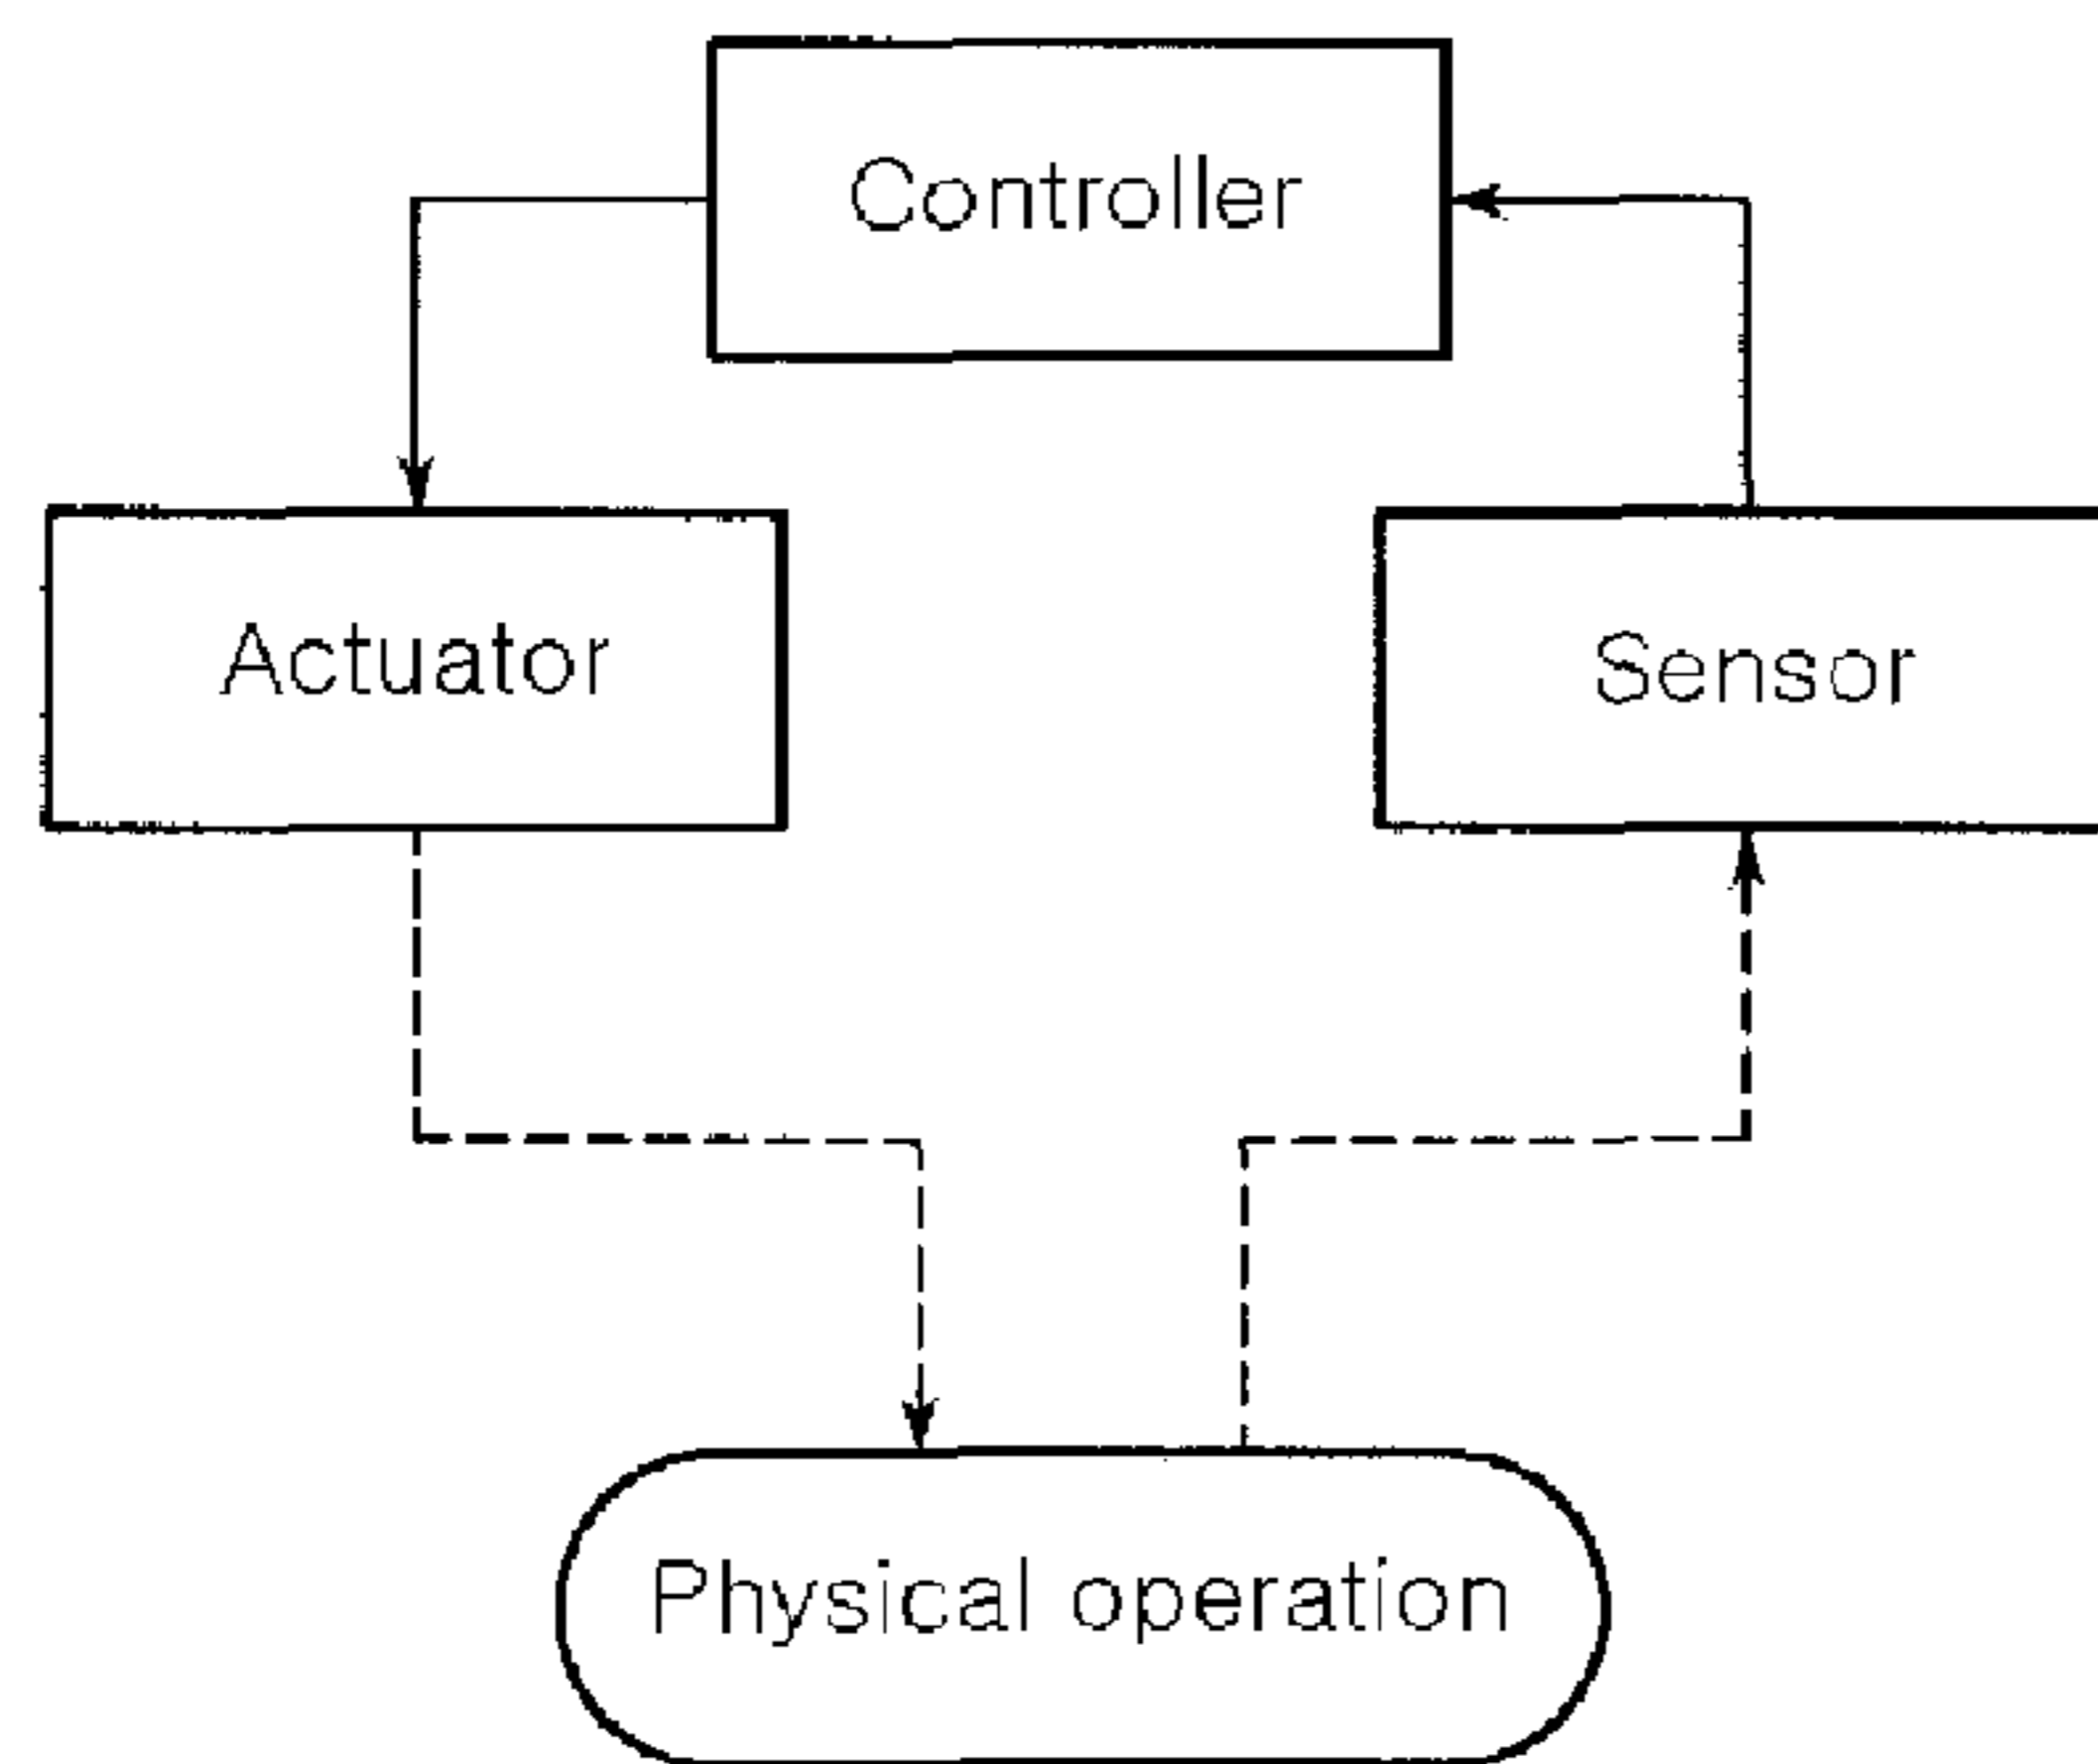 Controller
Actuator
Sensor
Physical operation